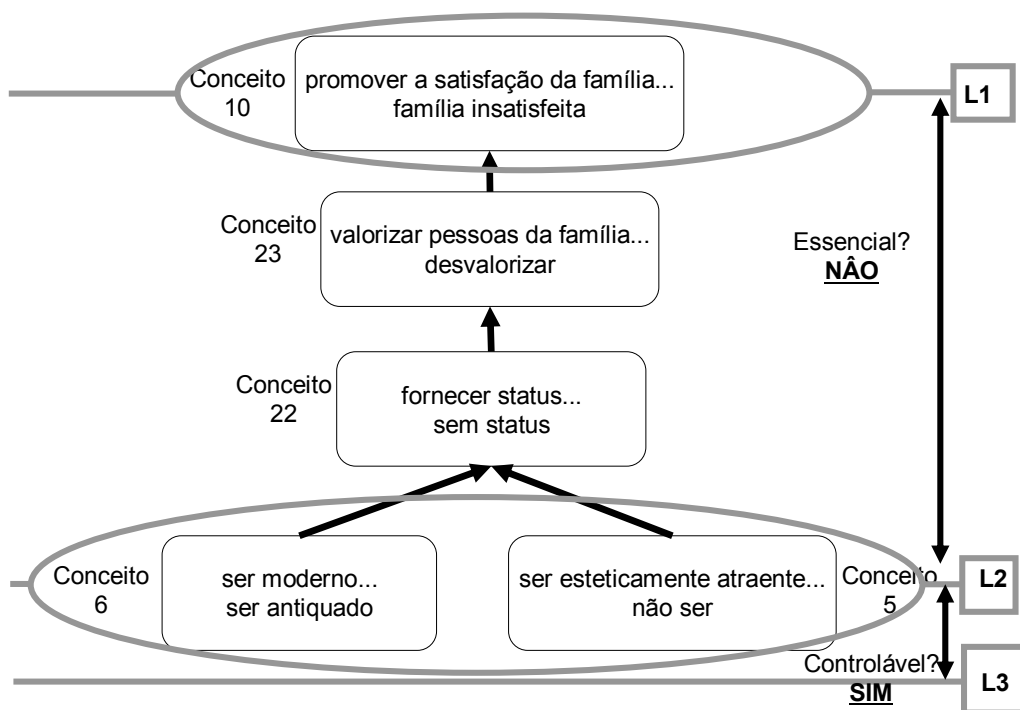 Conceito
10
promover a satisfação da família...
família insatisfeita
L1
Conceito
23
valorizar pessoas da família...
desvalorizar
Essencial?
NÂO
Conceito
22
fornecer status...
sem status
Conceito
6
ser moderno...
ser antiquado
ser esteticamente atraente...
não ser
Conceito
5
L2
Controlável?
SIM
L3